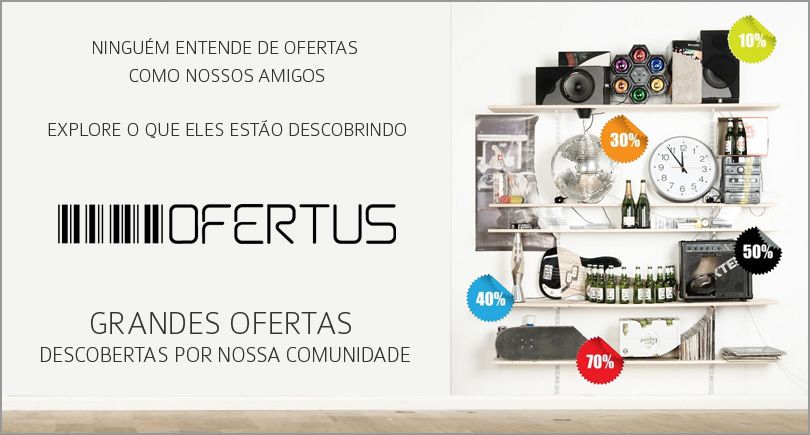 NINGUÉM ENTENDE DE OFERTAS
COMO NOSSOS AMIGOS
EXPLORE O QUE ELES ESTÃO DESCOBRINDO
OFERTUS
GRANDES OFERTAS
DESCOBERTAS POR NOSSA COMUNIDADE
10%
30%
50%
40%
70%